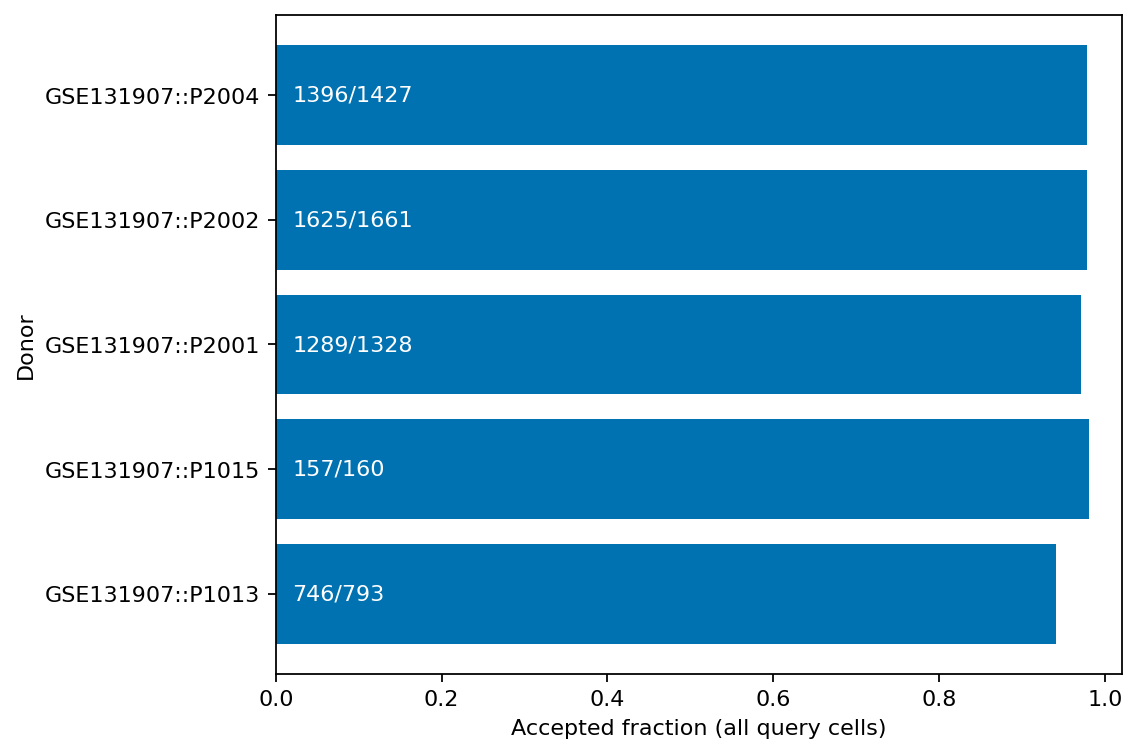 GSE131907::P2004
1396/1427
GSE131907::P2002
1625/1661
GSE131907::P2001
1289/1328
GSE131907::P1015
157/160
GSE131907::P1013
746/793
Donor
0.0 0.2 0.4 0.6 0.8 1.0
Accepted fraction (all query cells)